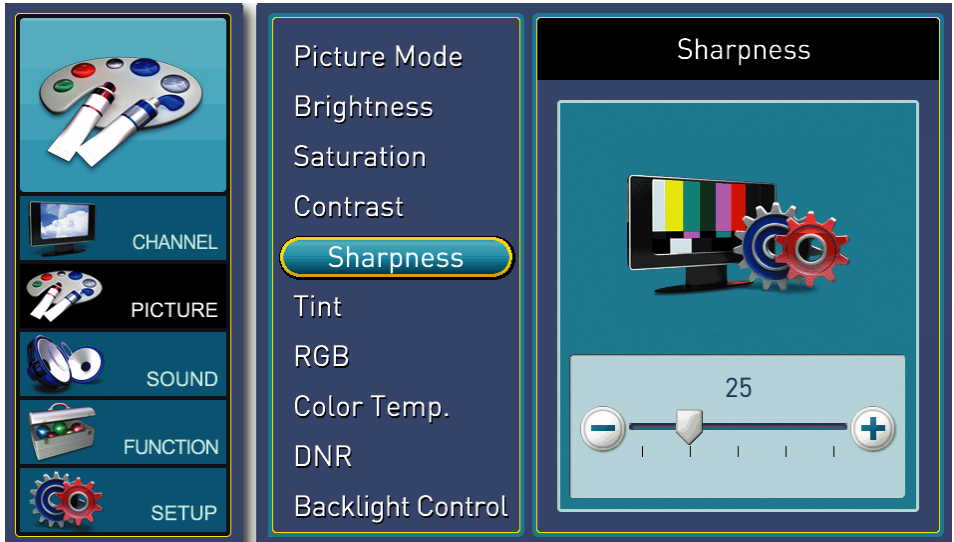 CHANNEL
PICTURE
SOUND
FUNCTION
SETUP
Picture Mode
Brightness
Saturation
Contrast
Sharpness
Tint
RGB
Color Temp.
DNR
Backlight Control
Sharpness
25